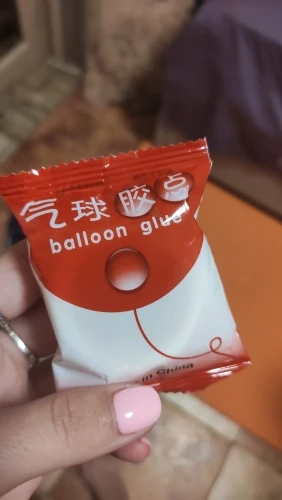 气球胶点
balloon glue
in China